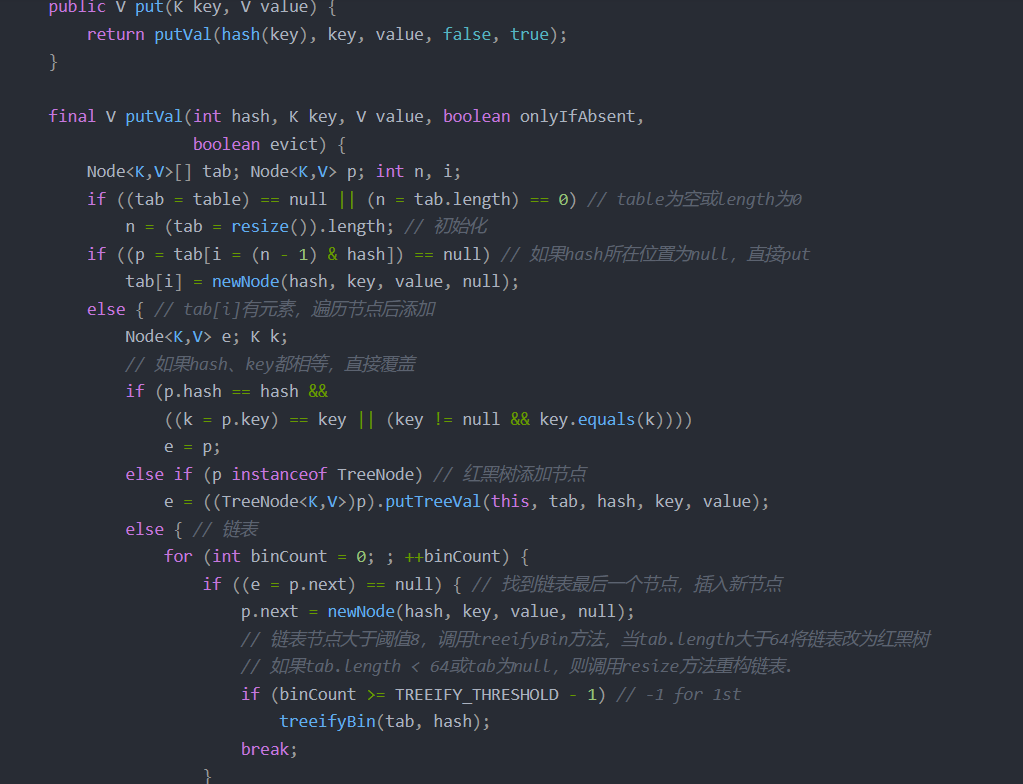 public V put(K key, V value) {
return putVal(hash(key), key, value, false, true);
}
final V putVal(int hash, K key, V value, boolean onlyIfAbsent,
boolean evict) {
Node<K,V>[] tab; Node<K,V> p; int n, i;
if ((tab = table) == null || (n = tab.length) == 0) // table为空或length为0
n = (tab = resize()).length; // 初始化
if ((p = tab[i = (n - 1) & hash]) == null) // 如果hash所在位置为null，直接put
tab[i] = newNode(hash, key, value, null);
else { // tab[i]有元素，遍历节点后添加
Node<K,V> e; K k;
// 如果hash、key都相等，直接覆盖
if (p.hash == hash &&
((k = p.key) == key || (key != null && key.equals(k))))
e = p;
else if (p instanceof TreeNode) // 红黑树添加节点
e = ((TreeNode<K,V>)p).putTreeVal(this, tab, hash, key, value);
else { // 链表
for (int binCount = 0; ; ++binCount) {
if ((e = p.next) == null) { // 找到链表最后一个节点，插入新节点
p.next = newNode(hash, key, value, null);
// 链表节点大于阈值8，调用treeifyBin方法，当tab.length大于64将链表改为红黑树
// 如果tab.length < 64或tab为null，则调用resize方法重构链表.
if (binCount >= TREEIFY_THRESHOLD - 1) // -1 for 1st
treeifyBin(tab, hash);
break;
}